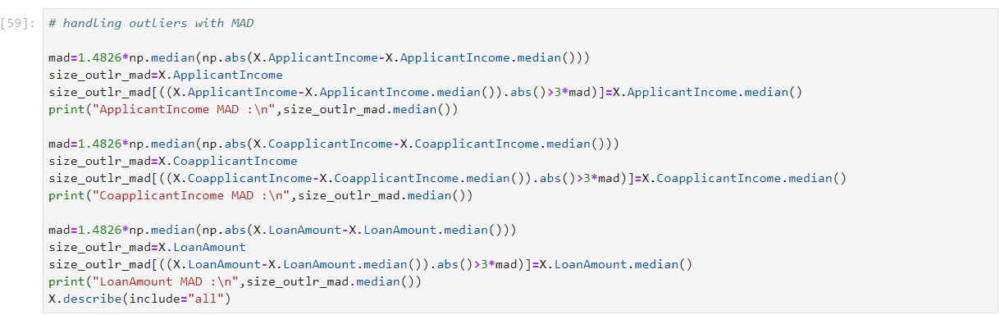 [59]:
# handling outliers with MAD
mad=1.4826*np.median(np.abs(X.ApplicantIncome-X.ApplicantIncome.median()))
size_outlr_mad=X.ApplicantIncome
size_outlr_mad[((X.ApplicantIncome-X.ApplicantIncome.median()).abs()>3*mad)]=X.ApplicantIncome.median()
print("ApplicantIncome MAD :\n",size_outlr_mad.median())
mad=1.4826*np.median(np.abs(X.CoapplicantIncome-X.CoapplicantIncome.median()))
size_outlr_mad=X.CoapplicantIncome
size_outlr_mad[((X.CoapplicantIncome-X.CoapplicantIncome.median()).abs()>3*mad)]=X.CoapplicantIncome.median()
print("CoapplicantIncome MAD :\n",size_outlr_mad.median())
mad=1.4826*np.median(np.abs(X.LoanAmount-X.LoanAmount.median()))
size_outlr_mad=X.LoanAmount
size_outlr_mad[((X.LoanAmount-X.LoanAmount.median()).abs()>3*mad)]=X.LoanAmount.median()
print("LoanAmount MAD :\n",size_outlr_mad.median())
X.describe(include="all")